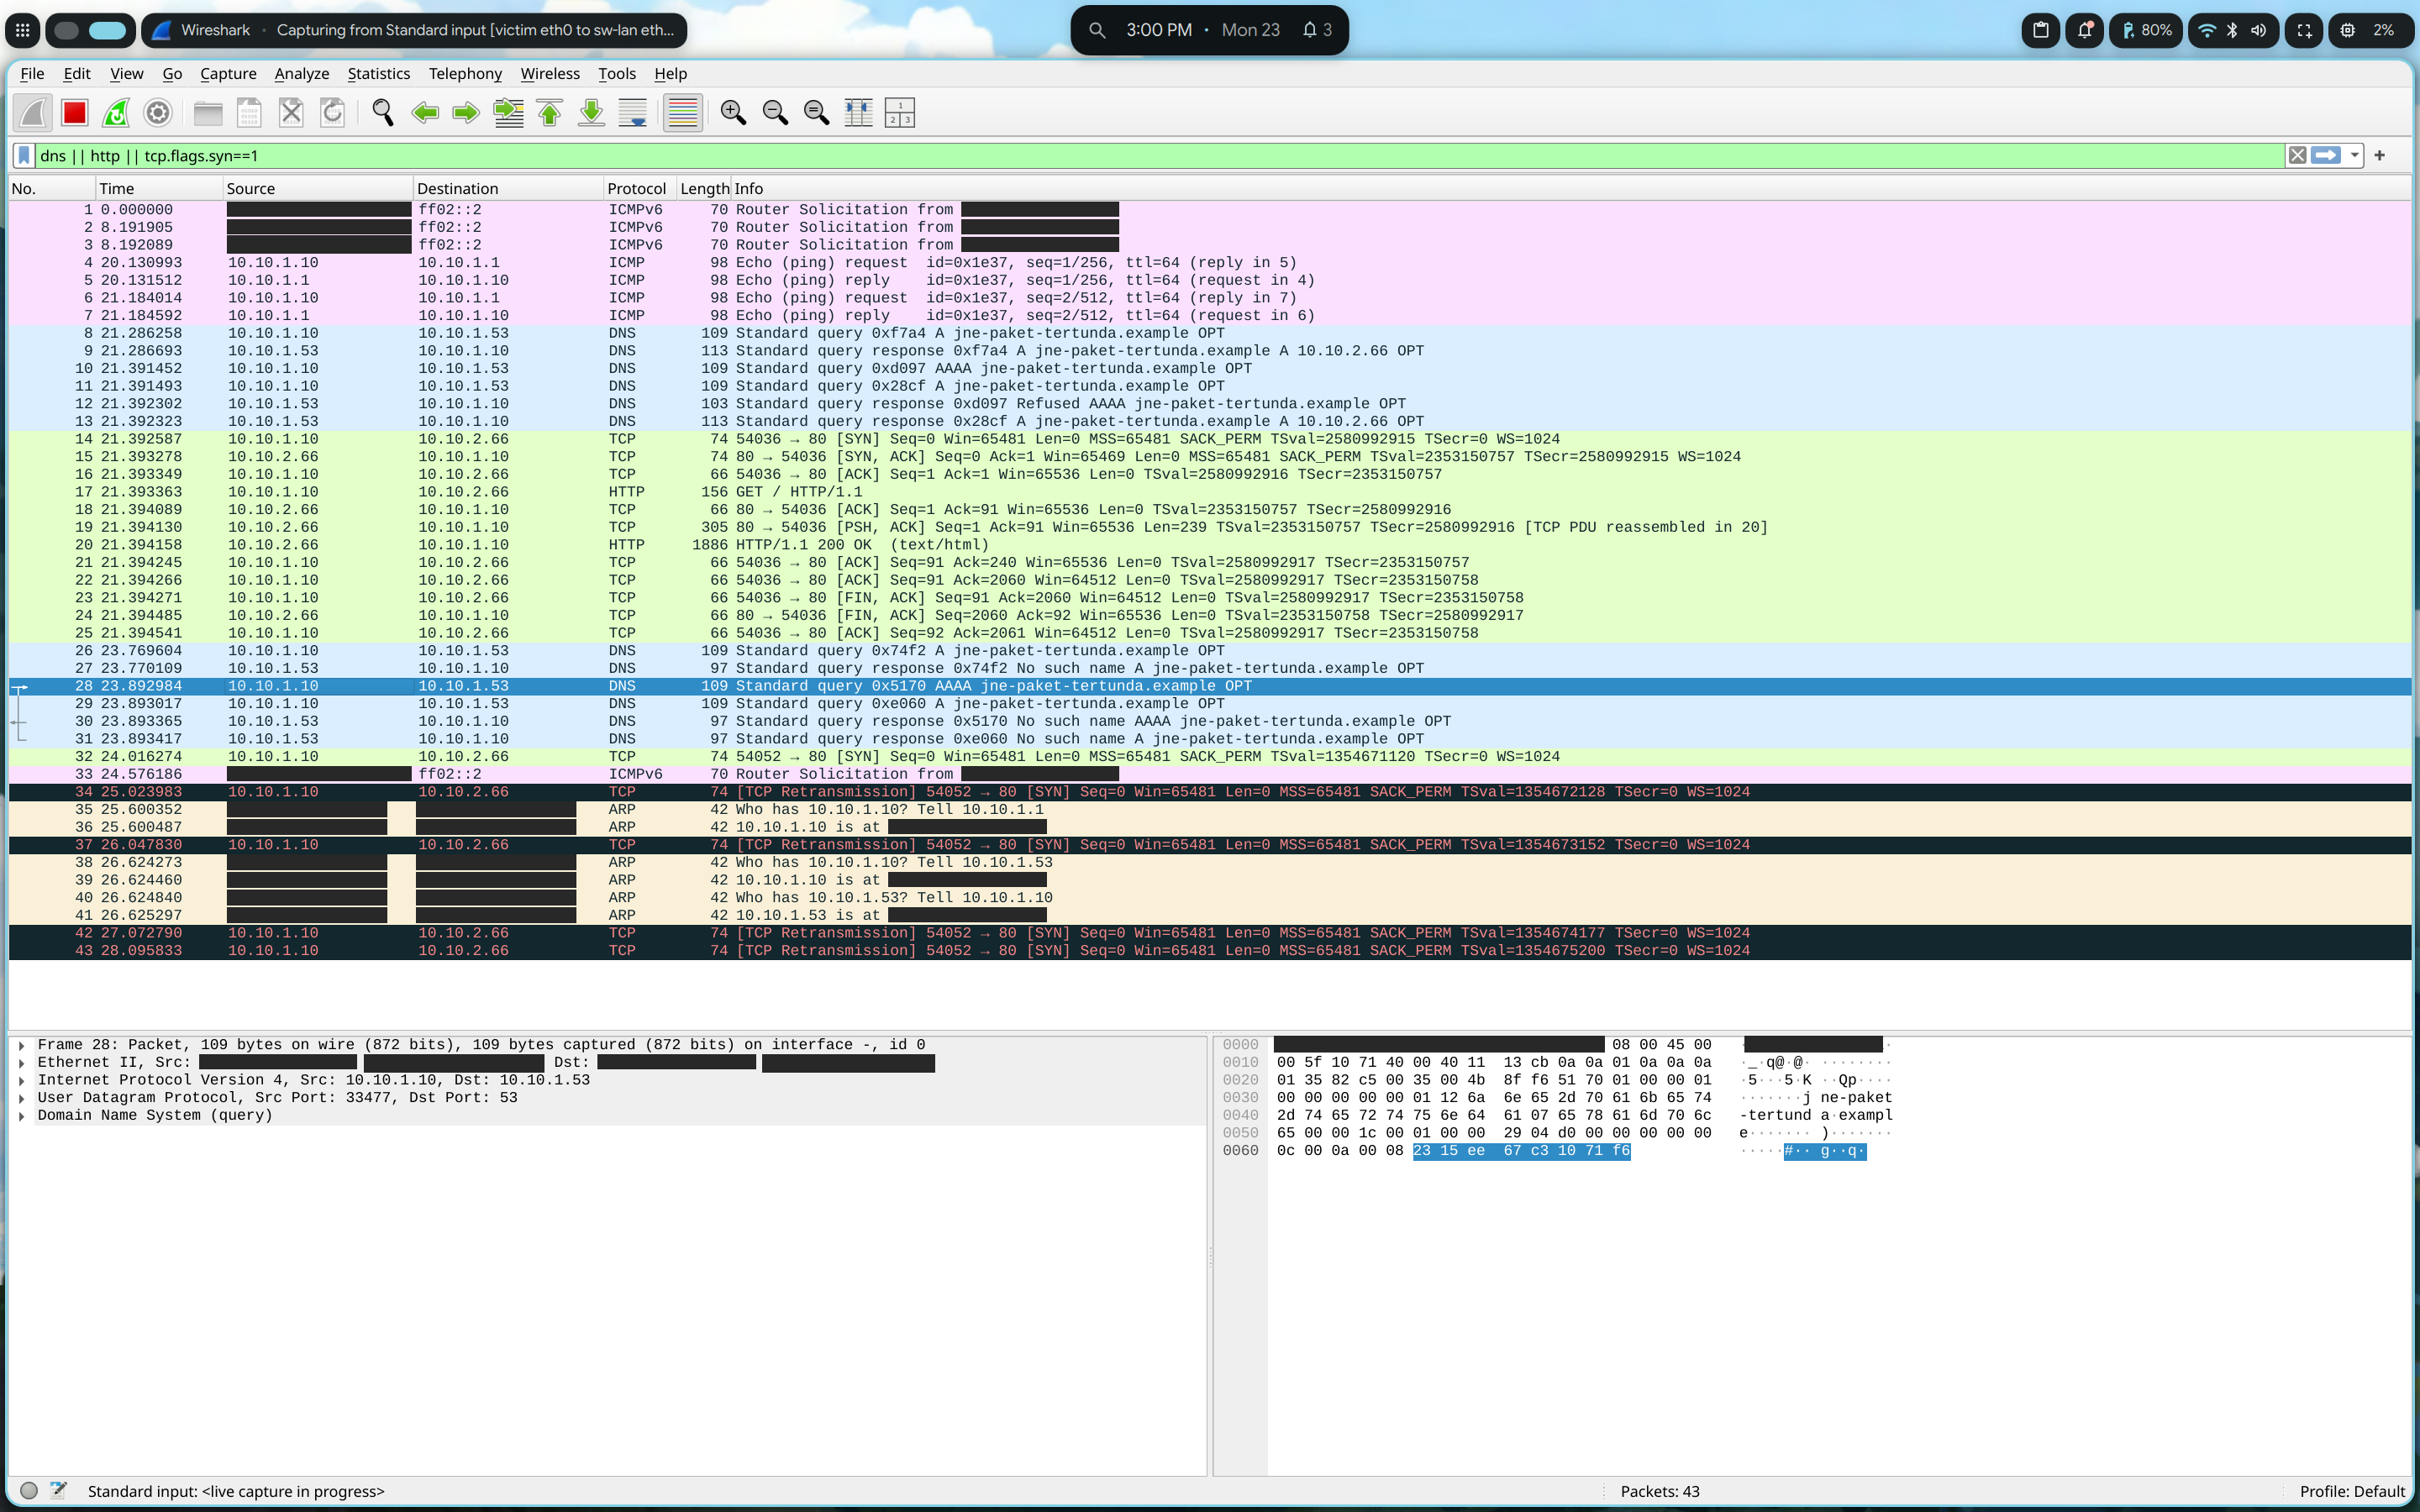 Wireshark · Capturing from Standard input [victim eth0 to sw-lan eth...
3:00 PM • Mon 23 3
80% 2%
File Edit View Go Capture Analyze Statistics Telephony Wireless Tools Help
dns || http || tcp.flags.syn==1
No. Time Source Destination Protocol Length Info
1 0.000000 ff02::2 ICMPv6 70 Router Solicitation from
2 8.191905 ff02::2 ICMPv6 70 Router Solicitation from
3 8.192089 ff02::2 ICMPv6 70 Router Solicitation from
4 20.130993 10.10.1.10 10.10.1.1 ICMP 98 Echo (ping) request id=0x1e37, seq=1/256, ttl=64 (reply in 5)
5 20.131512 10.10.1.1 10.10.1.10 ICMP 98 Echo (ping) reply id=0x1e37, seq=1/256, ttl=64 (request in 4)
6 21.184014 10.10.1.10 10.10.1.1 ICMP 98 Echo (ping) request id=0x1e37, seq=2/512, ttl=64 (reply in 7)
7 21.184592 10.10.1.1 10.10.1.10 ICMP 98 Echo (ping) reply id=0x1e37, seq=2/512, ttl=64 (request in 6)
8 21.286258 10.10.1.10 10.10.1.53 DNS 109 Standard query 0xf7a4 A jne-paket-tertunda.example OPT
9 21.286693 10.10.1.53 10.10.1.10 DNS 113 Standard query response 0xf7a4 A jne-paket-tertunda.example A 10.10.2.66 OPT
10 21.391452 10.10.1.10 10.10.1.53 DNS 109 Standard query 0xd097 AAAA jne-paket-tertunda.example OPT
11 21.391493 10.10.1.10 10.10.1.53 DNS 109 Standard query 0x28cf A jne-paket-tertunda.example OPT
12 21.392302 10.10.1.53 10.10.1.10 DNS 103 Standard query response 0xd097 Refused AAAA jne-paket-tertunda.example OPT
13 21.392323 10.10.1.53 10.10.1.10 DNS 113 Standard query response 0x28cf A jne-paket-tertunda.example A 10.10.2.66 OPT
14 21.392587 10.10.1.10 10.10.2.66 TCP 74 54036 → 80 [SYN] Seq=0 Win=65481 Len=0 MSS=65481 SACK_PERM TSval=2580992915 TSecr=0 WS=1024
15 21.393278 10.10.2.66 10.10.1.10 TCP 74 80 → 54036 [SYN, ACK] Seq=0 Ack=1 Win=65469 Len=0 MSS=65481 SACK_PERM TSval=2353150757 TSecr=2580992915 WS=1024
16 21.393349 10.10.1.10 10.10.2.66 TCP 66 54036 → 80 [ACK] Seq=1 Ack=1 Win=65536 Len=0 TSval=2580992916 TSecr=2353150757
17 21.393363 10.10.1.10 10.10.2.66 HTTP 156 GET / HTTP/1.1
18 21.394089 10.10.2.66 10.10.1.10 TCP 66 80 → 54036 [ACK] Seq=1 Ack=91 Win=65536 Len=0 TSval=2353150757 TSecr=2580992916
19 21.394130 10.10.2.66 10.10.1.10 TCP 305 80 → 54036 [PSH, ACK] Seq=1 Ack=91 Win=65536 Len=239 TSval=2353150757 TSecr=2580992916 [TCP PDU reassembled in 20]
20 21.394158 10.10.2.66 10.10.1.10 HTTP 1886 HTTP/1.1 200 OK (text/html)
21 21.394245 10.10.1.10 10.10.2.66 TCP 66 54036 → 80 [ACK] Seq=91 Ack=240 Win=65536 Len=0 TSval=2580992917 TSecr=2353150757
22 21.394266 10.10.1.10 10.10.2.66 TCP 66 54036 → 80 [ACK] Seq=91 Ack=2060 Win=64512 Len=0 TSval=2580992917 TSecr=2353150758
23 21.394271 10.10.1.10 10.10.2.66 TCP 66 54036 → 80 [FIN, ACK] Seq=91 Ack=2060 Win=64512 Len=0 TSval=2580992917 TSecr=2353150758
24 21.394485 10.10.2.66 10.10.1.10 TCP 66 80 → 54036 [FIN, ACK] Seq=2060 Ack=92 Win=65536 Len=0 TSval=2353150758 TSecr=2580992917
25 21.394541 10.10.1.10 10.10.2.66 TCP 66 54036 → 80 [ACK] Seq=92 Ack=2061 Win=64512 Len=0 TSval=2580992917 TSecr=2353150758
26 23.769604 10.10.1.10 10.10.1.53 DNS 109 Standard query 0x74f2 A jne-paket-tertunda.example OPT
27 23.770109 10.10.1.53 10.10.1.10 DNS 97 Standard query response 0x74f2 No such name A jne-paket-tertunda.example OPT
28 23.892984 10.10.1.10 10.10.1.53 DNS 109 Standard query 0x5170 AAAA jne-paket-tertunda.example OPT
29 23.893017 10.10.1.10 10.10.1.53 DNS 109 Standard query 0xe060 A jne-paket-tertunda.example OPT
30 23.893365 10.10.1.53 10.10.1.10 DNS 97 Standard query response 0x5170 No such name AAAA jne-paket-tertunda.example OPT
31 23.893417 10.10.1.53 10.10.1.10 DNS 97 Standard query response 0xe060 No such name A jne-paket-tertunda.example OPT
32 24.016274 10.10.1.10 10.10.2.66 TCP 74 54052 → 80 [SYN] Seq=0 Win=65481 Len=0 MSS=65481 SACK_PERM TSval=1354671120 TSecr=0 WS=1024
33 24.576186 ff02::2 ICMPv6 70 Router Solicitation from
34 25.023983 10.10.1.10 10.10.2.66 TCP 74 [TCP Retransmission] 54052 → 80 [SYN] Seq=0 Win=65481 Len=0 MSS=65481 SACK_PERM TSval=1354672128 TSecr=0 WS=1024
35 25.600352 ARP 42 Who has 10.10.1.10? Tell 10.10.1.1
36 25.600487 ARP 42 10.10.1.10 is at
37 26.047830 10.10.1.10 10.10.2.66 TCP 74 [TCP Retransmission] 54052 → 80 [SYN] Seq=0 Win=65481 Len=0 MSS=65481 SACK_PERM TSval=1354673152 TSecr=0 WS=1024
38 26.624273 ARP 42 Who has 10.10.1.10? Tell 10.10.1.53
39 26.624460 ARP 42 10.10.1.10 is at
40 26.624840 ARP 42 Who has 10.10.1.53? Tell 10.10.1.10
41 26.625297 ARP 42 10.10.1.53 is at
42 27.072790 10.10.1.10 10.10.2.66 TCP 74 [TCP Retransmission] 54052 → 80 [SYN] Seq=0 Win=65481 Len=0 MSS=65481 SACK_PERM TSval=1354674177 TSecr=0 WS=1024
43 28.095833 10.10.1.10 10.10.2.66 TCP 74 [TCP Retransmission] 54052 → 80 [SYN] Seq=0 Win=65481 Len=0 MSS=65481 SACK_PERM TSval=1354675200 TSecr=0 WS=1024
Frame 28: Packet, 109 bytes on wire (872 bits), 109 bytes captured (872 bits) on interface -, id 0
Ethernet II, Src: Dst:
Internet Protocol Version 4, Src: 10.10.1.10, Dst: 10.10.1.53
User Datagram Protocol, Src Port: 33477, Dst Port: 53
Domain Name System (query)
0000 08 00 45 00 ·
0010 00 5f 10 71 40 00 40 11 13 cb 0a 0a 01 0a 0a 0a ·_·q@·@· ········
0020 01 35 82 c5 00 35 00 4b 8f f6 51 70 01 00 00 01 ·5···5·K ··Qp····
0030 00 00 00 00 00 01 12 6a 6e 65 2d 70 61 6b 65 74 ·······j ne-paket
0040 2d 74 65 72 74 75 6e 64 61 07 65 78 61 6d 70 6c -tertund a·exampl
0050 65 00 00 1c 00 01 00 00 29 04 d0 00 00 00 00 00 e······· )·······
0060 0c 00 0a 00 08 23 15 ee 67 c3 10 71 f6 ·····#·· g··q·
Standard input: <live capture in progress> Packets: 43 Profile: Default